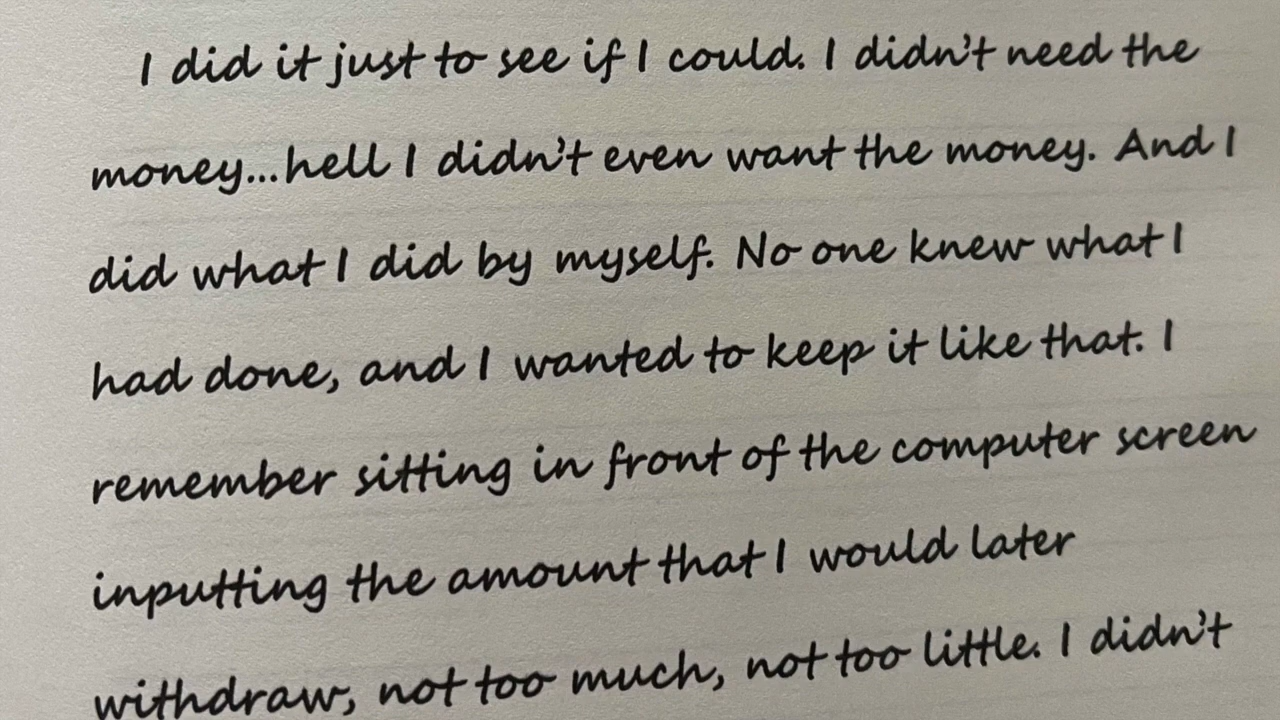 I did it just to see if I could. I didn't need the
money...hell I didn't even want the money. And I
did what I did by myself. No one knew what I
had done, and I wanted to keep it like that. I
remember sitting in front of the computer screen
inputting the amount that I would later
withdraw, not too much, not too little. I didn't